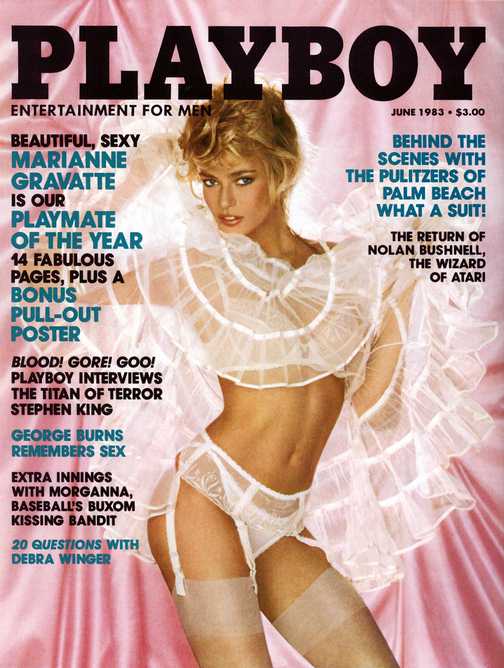 PLAYBOY
ENTERTAINMENT FOR MEN
JUNE 1983 • $3.00
BEAUTIFUL, SEXY
MARIANNE
GRAVATTE
IS OUR
PLAYMATE
OF THE YEAR
14 FABULOUS
PAGES, PLUS A
BONUS
PULL-OUT
POSTER
BLOOD! GORE! GOO!
PLAYBOY INTERVIEWS
THE TITAN OF TERROR
STEPHEN KING
GEORGE BURNS
REMEMBERS SEX
EXTRA INNINGS
WITH MORGANNA,
BASEBALL'S BUXOM
KISSING BANDIT
20 QUESTIONS WITH
DEBRA WINGER
BEHIND THE
SCENES WITH
THE PULITZERS OF
PALM BEACH
WHAT A SUIT!
THE RETURN OF
NOLAN BUSHNELL,
THE WIZARD
OF ATARI